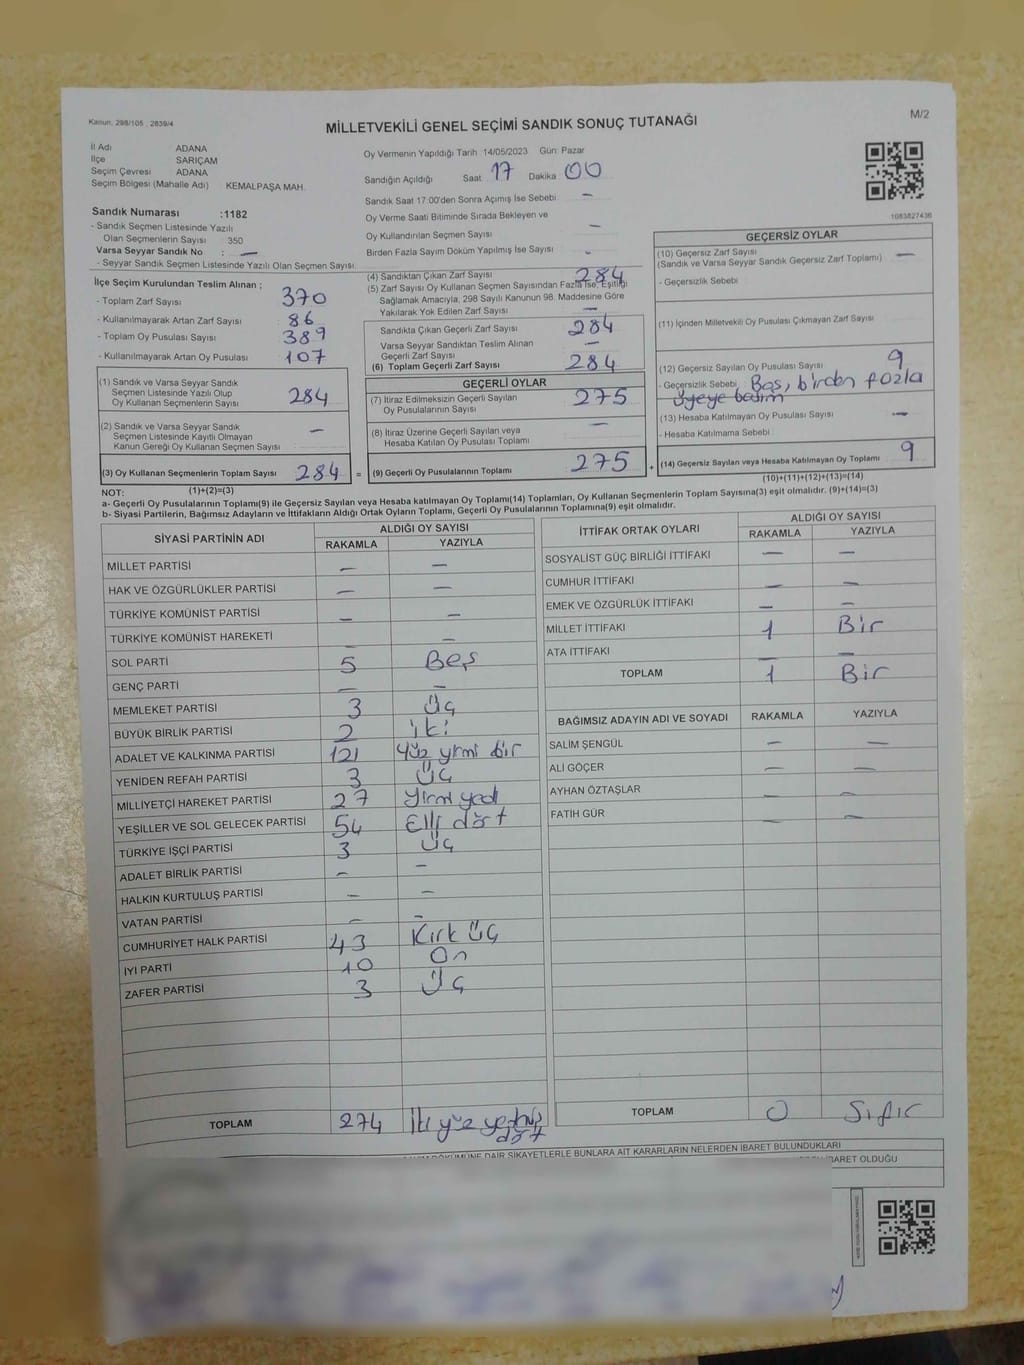 Kanun, 298/105 , 2839/4
MİLLETVEKİLİ GENEL SEÇİMİ SANDIK SONUÇ TUTANAĞI
M/2
İl Adı ADANA
İlçe SARIÇAM
Seçim Çevresi ADANA
Seçim Bölgesi (Mahalle Adı) KEMALPAŞA MAH.
Sandık Numarası :1182
- Sandık Seçmen Listesinde Yazılı
Olan Seçmenlerin Sayısı : 350
Varsa Seyyar Sandık No : —
- Seyyar Sandık Seçmen Listesinde Yazılı Olan Seçmen Sayısı
Oy Vermenin Yapıldığı Tarih 14/05/2023 Gün: Pazar
Sandığın Açıldığı Saat 17 Dakika 00
Sandık Saat 17:00'den Sonra Açımış İse Sebebi —
Oy Verme Saati Bitiminde Sırada Bekleyen ve
Oy Kullandırılan Seçmen Sayısı —
Birden Fazla Sayım Döküm Yapılmış İse Sayısı -
1083827436
İlçe Seçim Kurulundan Teslim Alınan ;
- Toplam Zarf Sayısı 370
- Kullanılmayarak Artan Zarf Sayısı 86
- Toplam Oy Pusulası Sayısı 389
- Kullanılmayarak Artan Oy Pusulası 107
(1) Sandık ve Varsa Seyyar Sandık
Seçmen Listesinde Yazılı Olup
Oy Kullanan Seçmenlerin Sayısı 284
(2) Sandık ve Varsa Seyyar Sandık
Seçmen Listesinde Kayıtlı Olmayan
Kanun Gereği Oy Kullanan Seçmen Sayısı —
(3) Oy Kullanan Seçmenlerin Toplam Sayısı 284 =
(4) Sandıktan Çıkan Zarf Sayısı 284
(5) Zarf Sayısı Oy Kullanan Seçmen Sayısından Fazla ise, Eşitliği
Sağlamak Amacıyla, 298 Sayılı Kanunun 98. Maddesine Göre
Yakılarak Yok Edilen Zarf Sayısı —
Sandıkta Çıkan Geçerli Zarf Sayısı 284
Varsa Seyyar Sandıktan Teslim Alınan
Geçerli Zarf Sayısı —
(6) Toplam Geçerli Zarf Sayısı 284
GEÇERLİ OYLAR
(7) İtiraz Edilmeksizin Geçerli Sayılan
Oy Pusulalarının Sayısı 275
(8) İtiraz Üzerine Geçerli Sayılan veya
Hesaba Katılan Oy Pusulası Toplamı
(9) Geçerli Oy Pusulalarının Toplamı 275 +
GEÇERSİZ OYLAR
(10) Geçersiz Zarf Sayısı
(Sandık ve Varsa Seyyar Sandık Geçersiz Zarf Toplamı) —
- Geçersizlik Sebebi
(11) İçinden Milletvekili Oy Pusulası Çıkmayan Zarf Sayısı
(12) Geçersiz Sayılan Oy Pusulası Sayısı 9
- Geçersizlik Sebebi Boş, birden fazla
(13) Hesaba Katılmayan Oy Pusulası Sayısı —
- Hesaba Katılmama Sebebi
(14) Geçersiz Sayılan veya Hesaba Katılmayan Oy Toplamı 9
(10)+(11)+(12)+(13)=(14)
NOT: (1)+(2)=(3)
a- Geçerli Oy Pusulalarının Toplamı(9) ile Geçersiz Sayılan veya Hesaba katılmayan Oy Toplamı(14) Toplamları, Oy Kullanan Seçmenlerin Toplam Sayısına(3) eşit olmalıdır. (9)+(14)=(3)
b- Siyasi Partilerin, Bağımsız Adayların ve İttifakların Aldığı Ortak Oyların Toplamı, Geçerli Oy Pusulalarının Toplamına(9) eşit olmalıdır.
SİYASİ PARTİNİN ADI ALDIĞI OY SAYISI
RAKAMLA YAZIYLA
MİLLET PARTİSİ — —
HAK VE ÖZGÜRLÜKLER PARTİSİ — —
TÜRKİYE KOMÜNİST PARTİSİ — —
TÜRKİYE KOMÜNİST HAREKETİ — —
SOL PARTİ 5 Beş
GENÇ PARTİ — —
MEMLEKET PARTİSİ 3 Üç
BÜYÜK BİRLİK PARTİSİ 2 iki
ADALET VE KALKINMA PARTİSİ 121 Yüz yirmi bir
YENİDEN REFAH PARTİSİ 3 Üç
MİLLİYETÇİ HAREKET PARTİSİ 27 Yirmi yedi
YEŞİLLER VE SOL GELECEK PARTİSİ 54 Elli dört
TÜRKİYE İŞÇİ PARTİSİ 3 Üç
ADALET BİRLİK PARTİSİ — —
HALKIN KURTULUŞ PARTİSİ — —
VATAN PARTİSİ — —
CUMHURİYET HALK PARTİSİ 43 Kırk Üç
İYİ PARTİ 10 On
ZAFER PARTİSİ 3 Üç
TOPLAM 274 İki yüz yetmiş dört
İTTİFAK ORTAK OYLARI ALDIĞI OY SAYISI
RAKAMLA YAZIYLA
SOSYALİST GÜÇ BİRLİĞİ İTTİFAKI — —
CUMHUR İTTİFAKI — —
EMEK VE ÖZGÜRLÜK İTTİFAKI — —
MİLLET İTTİFAKI 1 Bir
ATA İTTİFAKI — —
TOPLAM 1 Bir
BAĞIMSIZ ADAYIN ADI VE SOYADI RAKAMLA YAZIYLA
SALİM ŞENGÜL — —
ALİ GÖÇER — —
AYHAN ÖZTAŞLAR — —
FATİH GÜR — —
TOPLAM 0 Sıfır
DÖKÜMÜNE DAİR ŞİKAYETLERLE BUNLARA AİT KARARLARIN NELERDEN İBARET BULUNDUKLARI
İBARET OLDUĞU